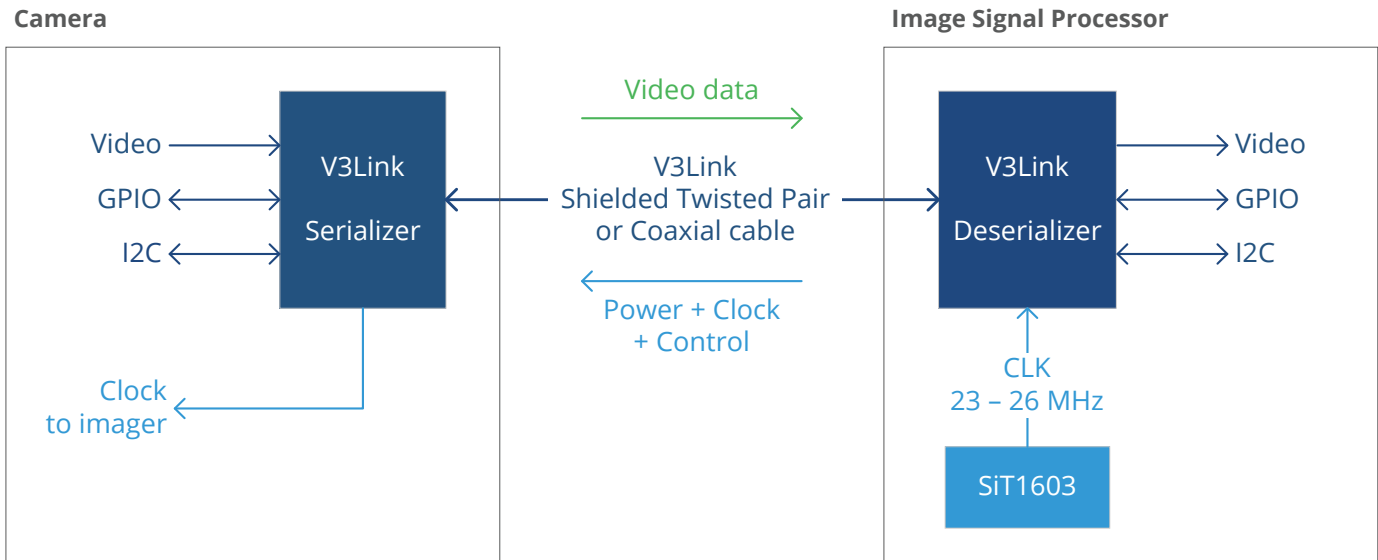 Camera
Image Signal Processor
Video
GPIO
I2C
V3Link
Serializer
Clock
to imager
Video data
V3Link
Shielded Twisted Pair
or Coaxial cable
Power + Clock
+ Control
V3Link
Deserializer
Video
GPIO
I2C
CLK
23 – 26 MHz
SiT1603